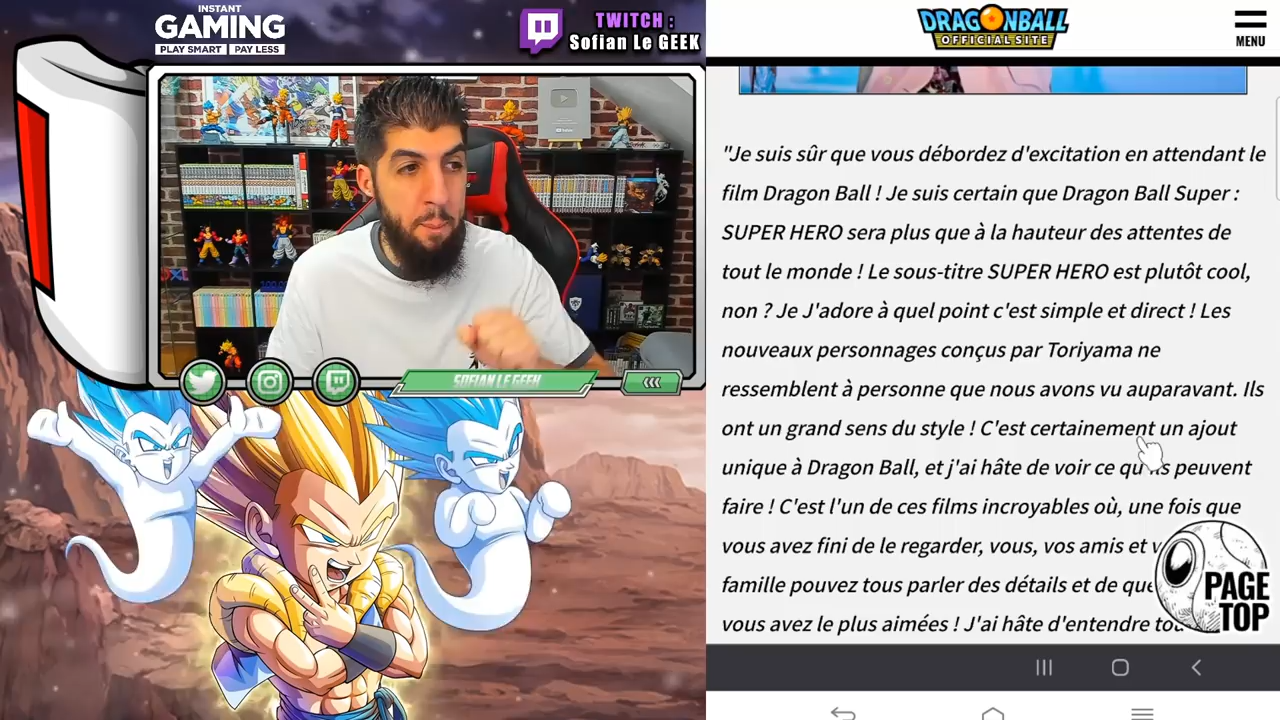 INSTANT
GAMING
PLAY SMART PAY LESS
TWITCH :
Sofian Le GEEK
SOFIAN LE GEEK
DRAGONBALL
OFFICIAL SITE
MENU
"Je suis sûr que vous débordez d'excitation en attendant le
film Dragon Ball ! Je suis certain que Dragon Ball Super :
SUPER HERO sera plus que à la hauteur des attentes de
tout le monde ! Le sous-titre SUPER HERO est plutôt cool,
non ? Je J'adore à quel point c'est simple et direct ! Les
nouveaux personnages conçus par Toriyama ne
ressemblent à personne que nous avons vu auparavant. Ils
ont un grand sens du style ! C'est certainement un ajout
unique à Dragon Ball, et j'ai hâte de voir ce qu'ils peuvent
faire ! C'est l'un de ces films incroyables où, une fois que
vous avez fini de le regarder, vous, vos amis et
famille pouvez tous parler des détails et de
vous avez le plus aimées ! J'ai hâte d'entendre
PAGE
TOP